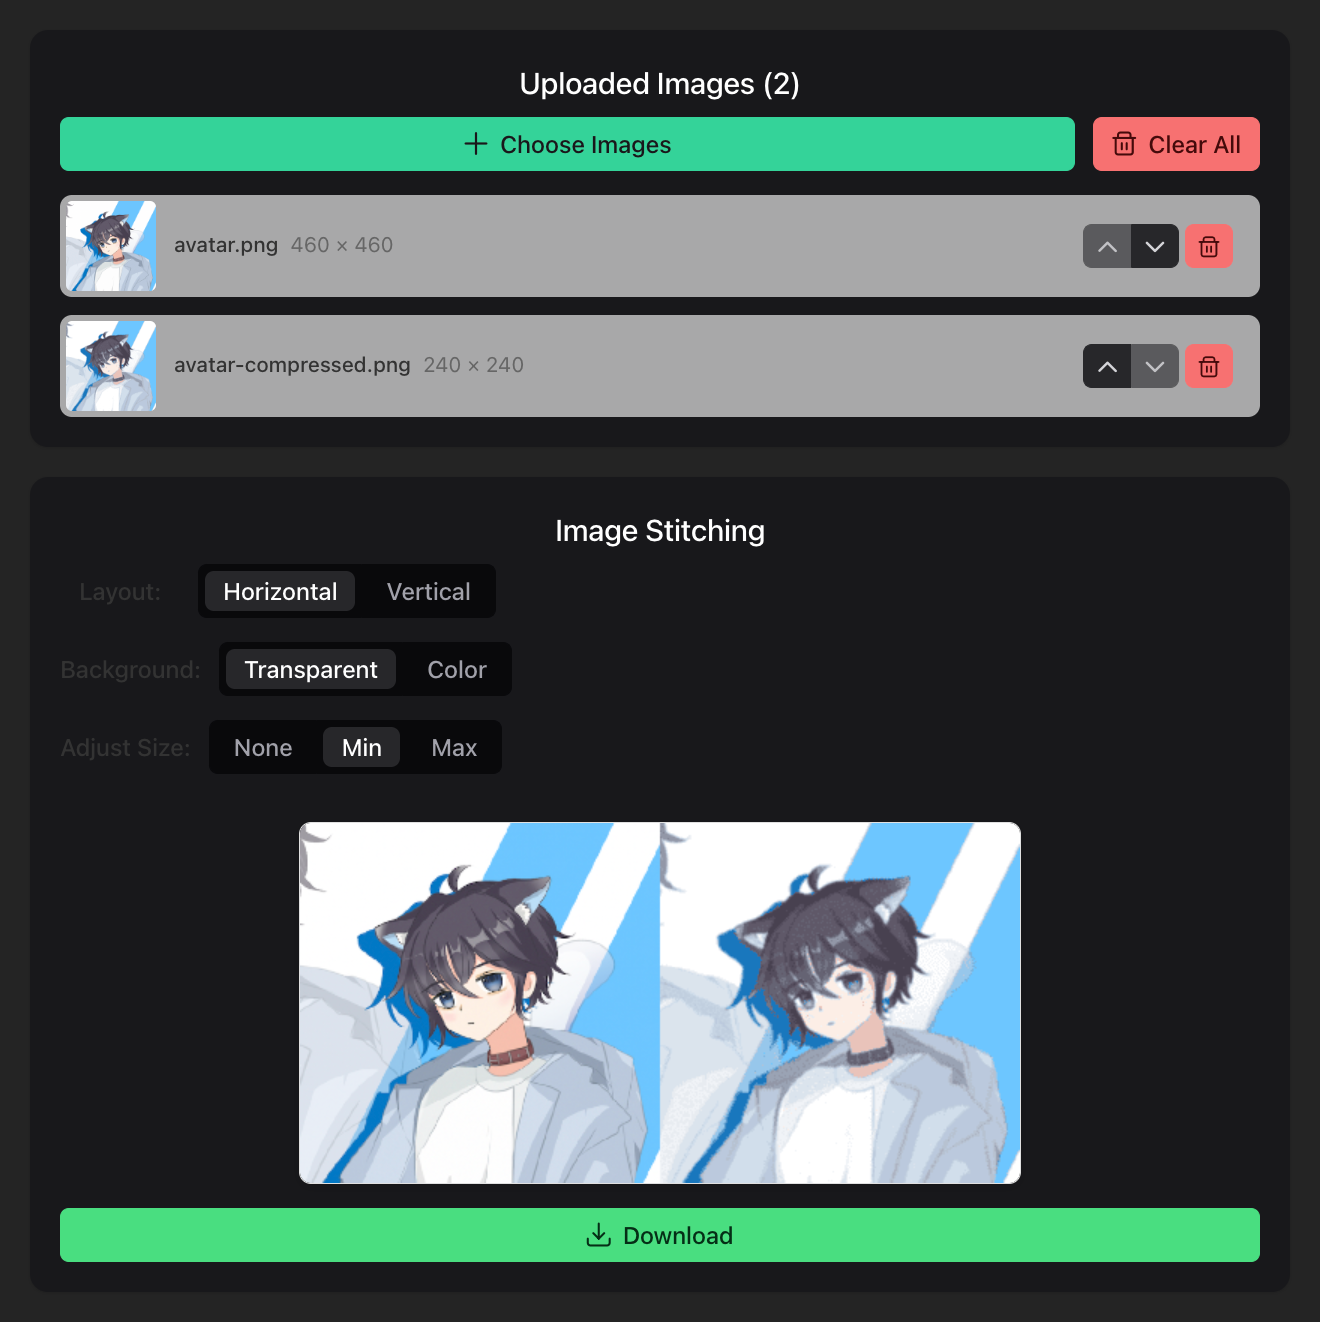 Uploaded Images (2)
Choose Images
Clear All
avatar.png 460 × 460
avatar-compressed.png 240 × 240
Image Stitching
Layout: Horizontal Vertical
Background: Transparent Color
Adjust Size: None Min Max
Download